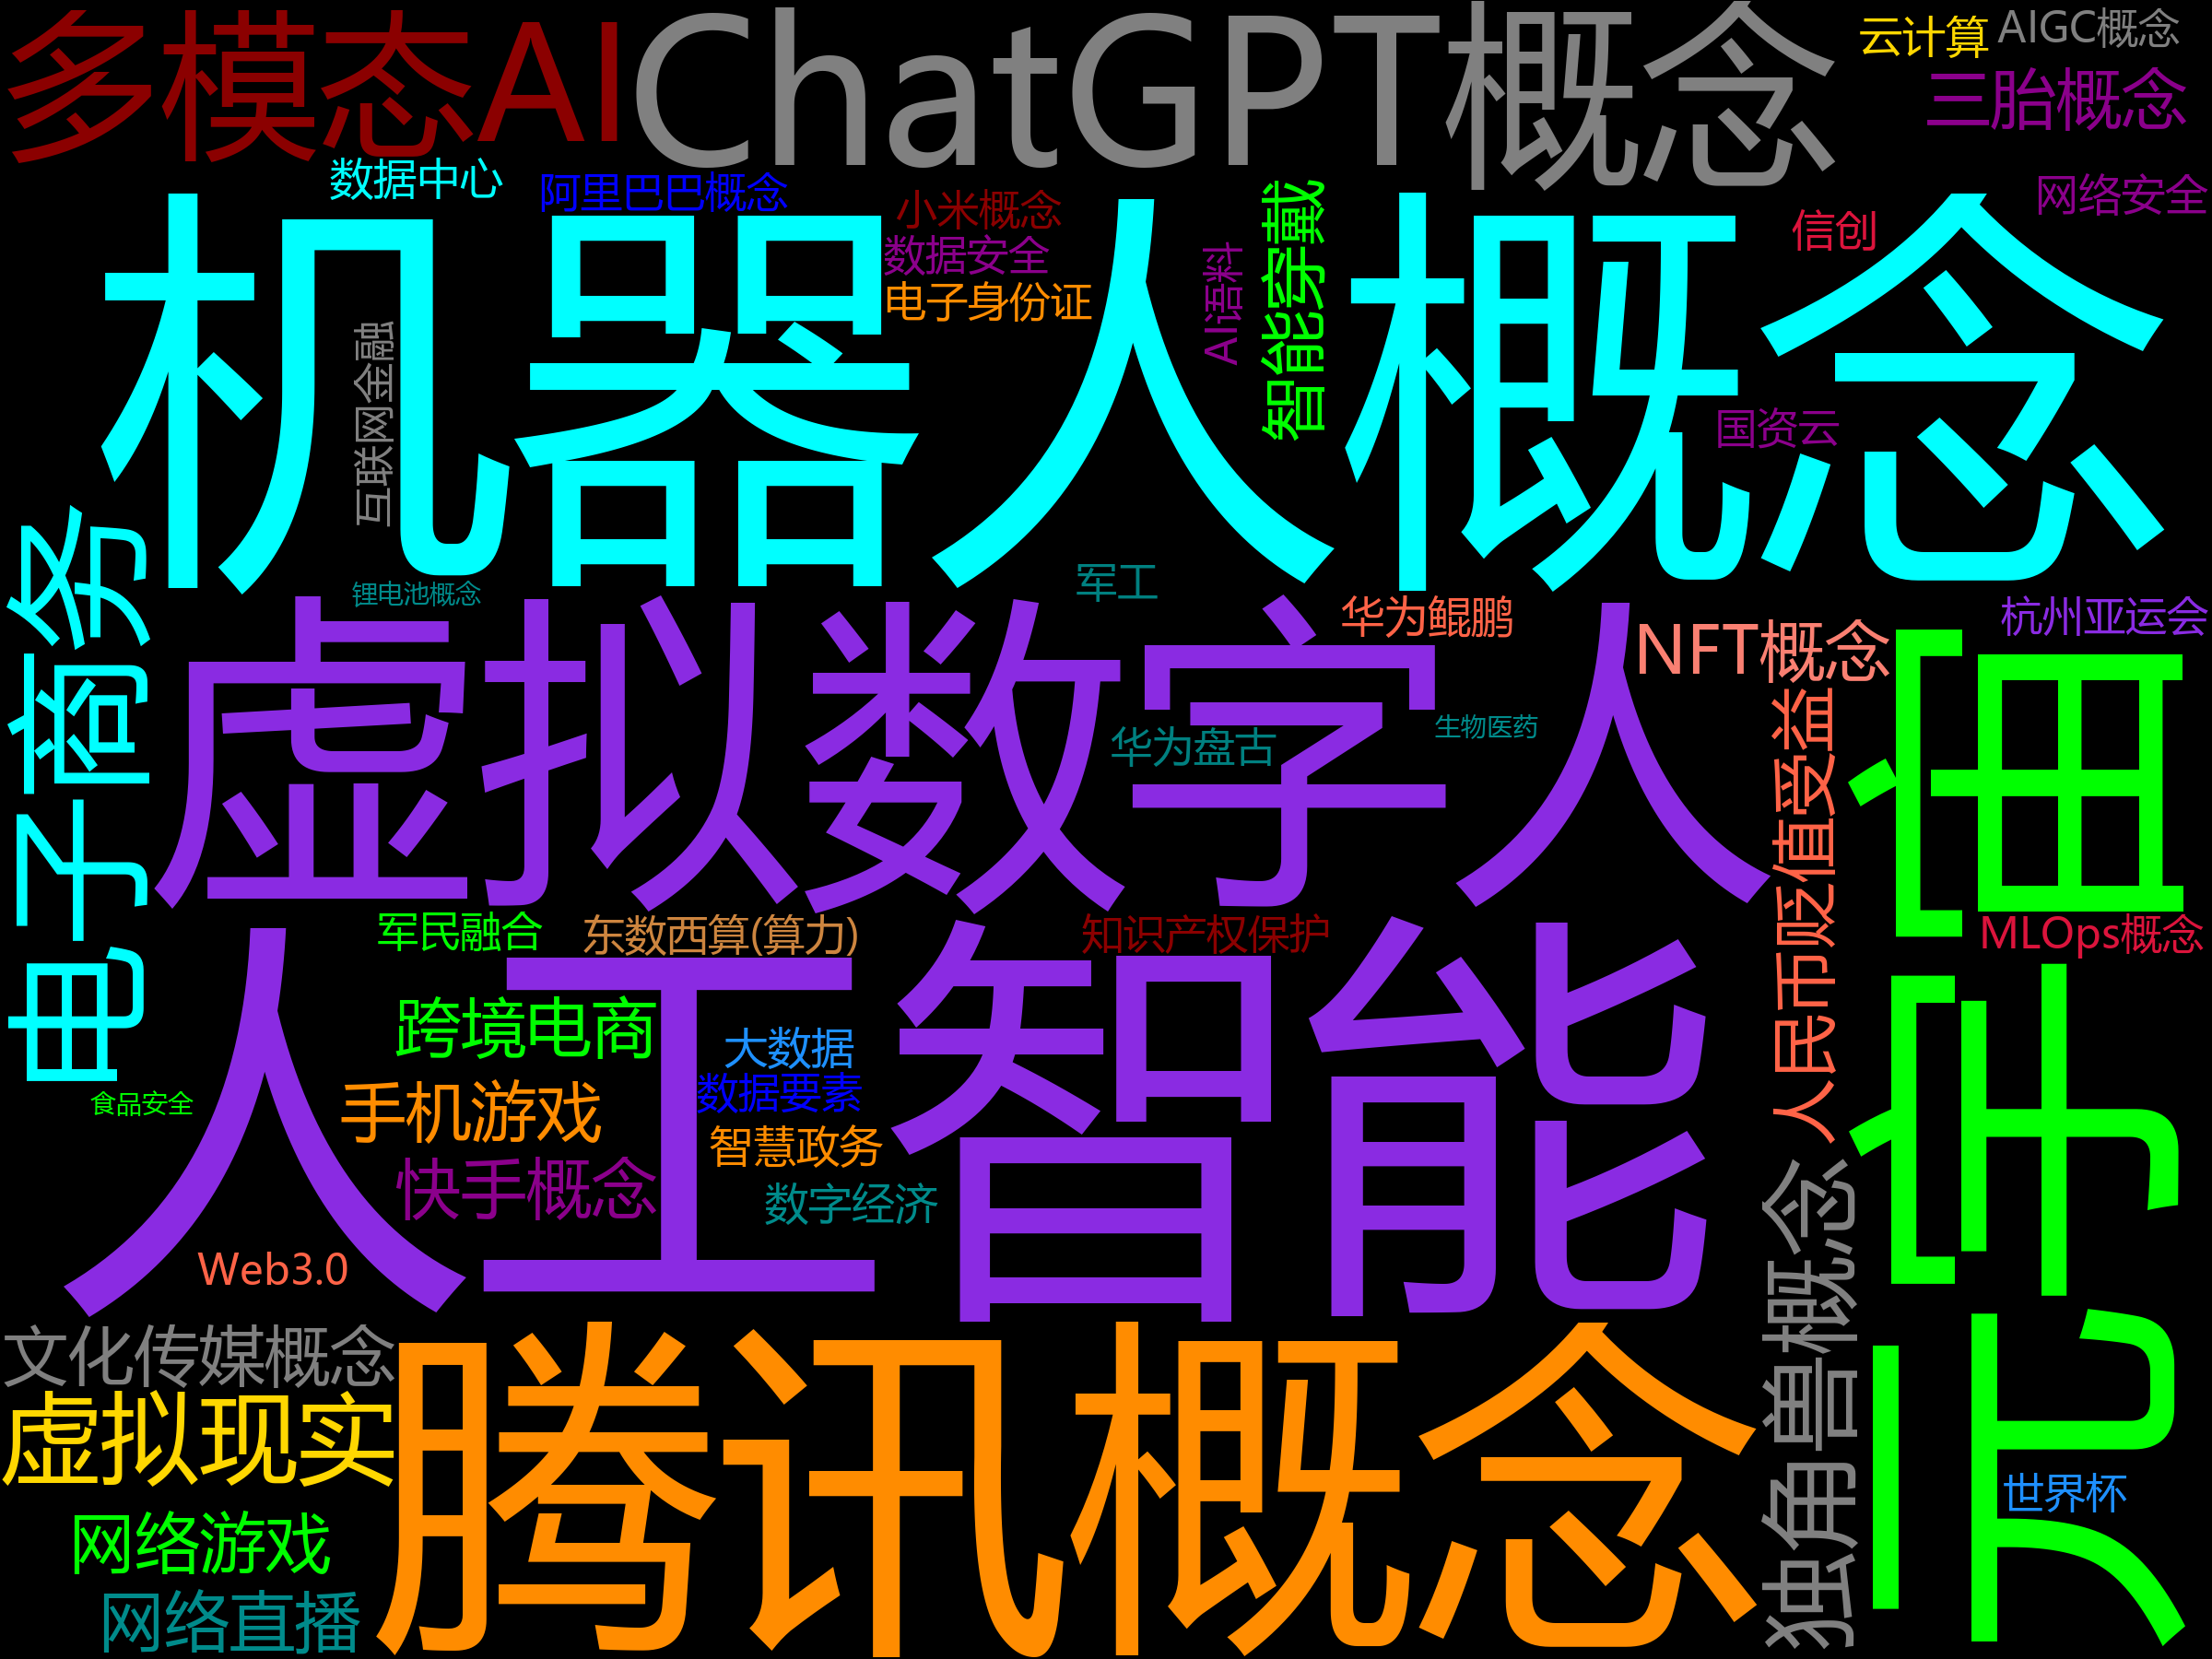 多模态AI
ChatGPT概念
云计算
AIGC概念
三胎概念
数据中心
阿里巴巴概念
小米概念
智能穿戴
网络安全
机器人概念
信创
数据安全
AI语料
电子身份证
互联网金融
国资云
电子商务
锂电池概念
军工
华为鲲鹏
NFT概念
杭州亚运会
虚拟数字人
元宇宙
华为盘古
生物医药
人民币贬值受益
军民融合
东数西算(算力)
知识产权保护
MLOps概念
人工智能
跨境电商
大数据
数据要素
食品安全
手机游戏
智慧政务
快手概念
数字经济
独角兽概念
Web3.0
文化传媒概念
腾讯概念
虚拟现实
世界杯
网络游戏
网络直播